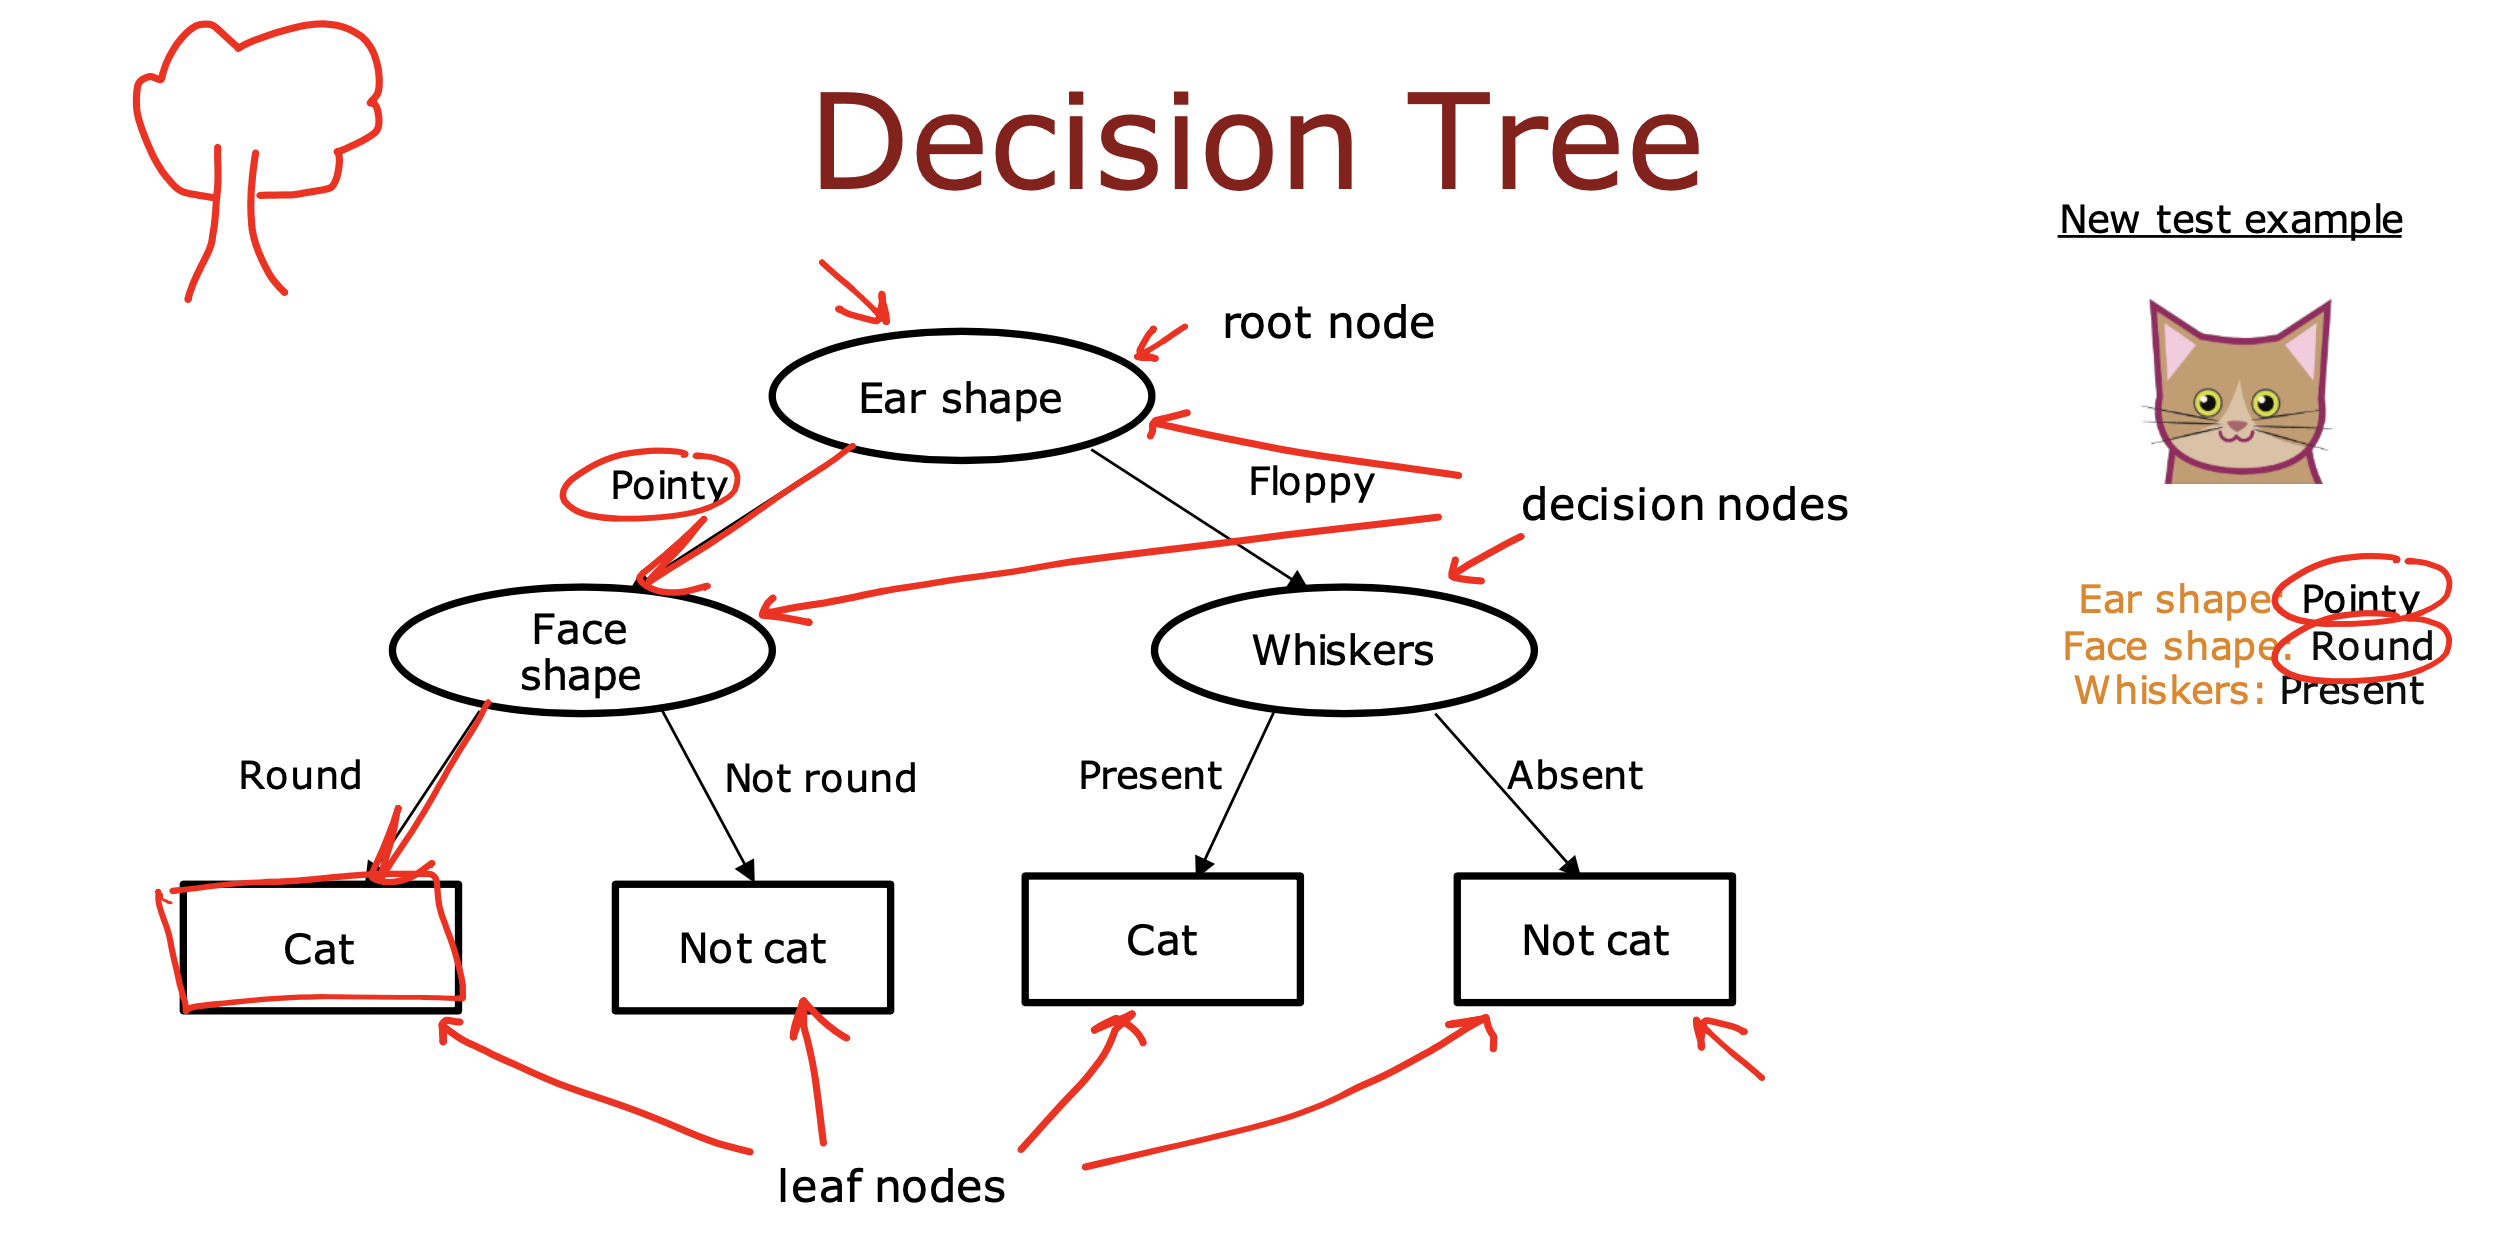 Decision Tree
New test example
root node
Ear shape
Pointy
Floppy
decision nodes
Face
shape
Whiskers
Ear shape: Pointy
Face shape: Round
Whiskers: Present
Round
Not round
Present
Absent
Cat
Not cat
Cat
Not cat
leaf nodes